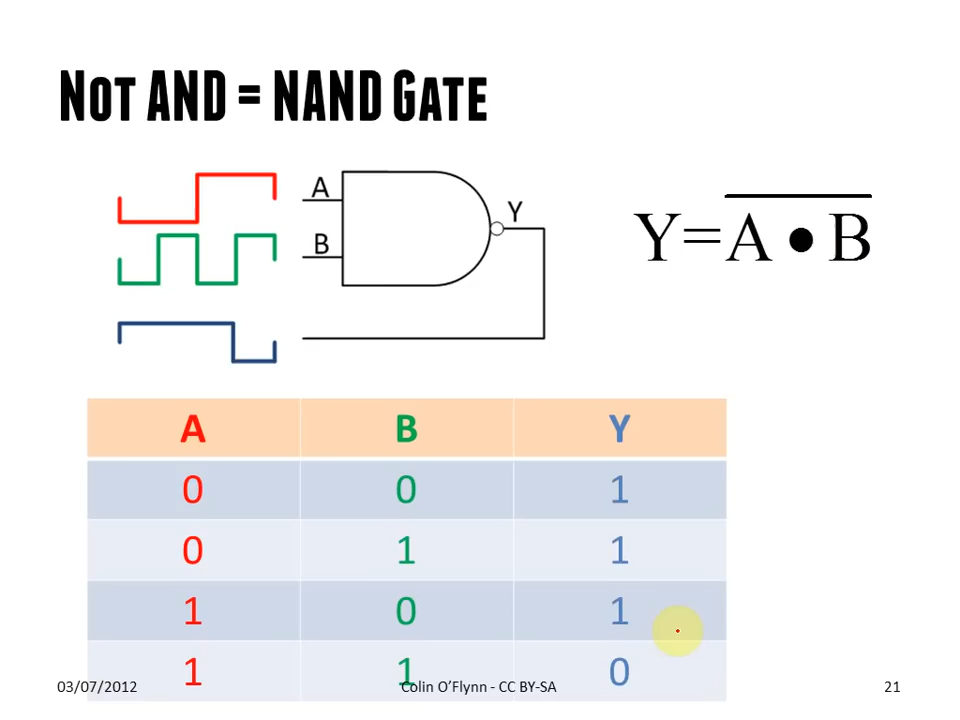 NOT AND = NAND GATE
A
B
Y
Y=A • B
A B Y
0 0 1
0 1 1
1 0 1
1 1 0
03/07/2012 Colin O’Flynn - CC BY-SA 21